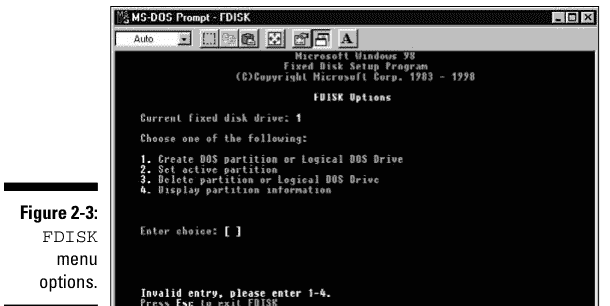 MS-DOS Prompt - FDISK
Auto
A
Microsoft Windows 98
Fixed Disk Setup Program
(C)Copyright Microsoft Corp. 1983 - 1998
FDISK Options
Current fixed disk drive: 1
Choose one of the following:
1. Create DOS partition or Logical DOS Drive
2. Set active partition
3. Delete partition or Logical DOS Drive
4. Display partition information
Enter choice: [ ]
Invalid entry, please enter 1-4.
Press Esc to exit FDISK
Figure 2-3:
FDISK
menu
options.